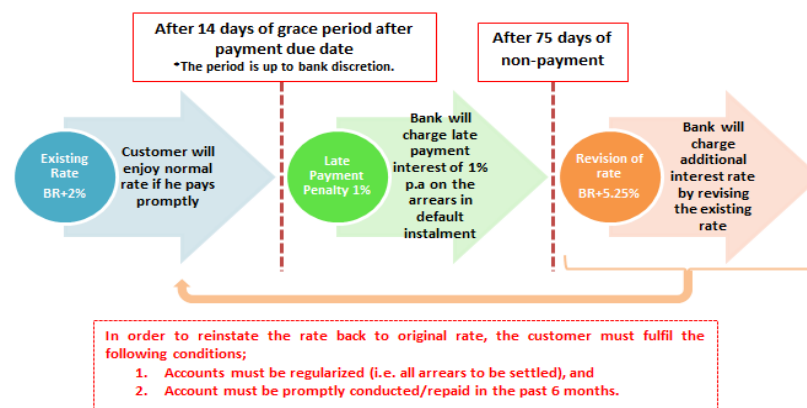 After 14 days of grace period after
payment due date
*The period is up to bank discretion.
After 75 days of
non-payment
Existing
Rate
BR+2%
Customer will
enjoy normal
rate if he pays
promptly
Late
Payment
Penalty 1%
Bank will
charge late
payment
interest of 1%
p.a on the
arrears in
default
instalment
Revision of
rate
BR+5.25%
Bank will
charge
additional
interest rate
by revising
the existing
rate
In order to reinstate the rate back to original rate, the customer must fulfil the
following conditions;
1. Accounts must be regularized (i.e. all arrears to be settled), and
2. Account must be promptly conducted/repaid in the past 6 months.